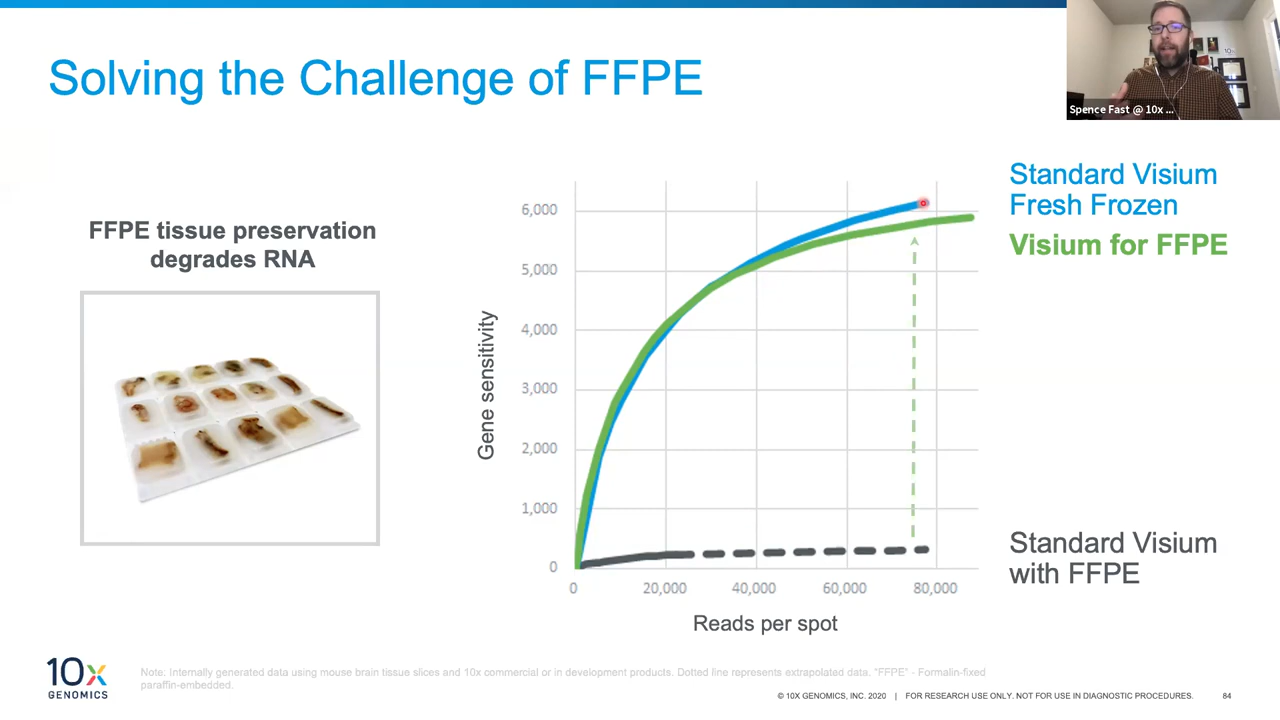 Solving the Challenge of FFPE
Spence Fast @ 10x ...
FFPE tissue preservation
degrades RNA
Gene sensitivity
6,000
5,000
4,000
3,000
2,000
1,000
0
0
20,000
40,000
60,000
80,000
Reads per spot
Standard Visium
Fresh Frozen
Visium for FFPE
Standard Visium
with FFPE
10x
GENOMICS
Note: Internally generated data using mouse brain tissue slices and 10x commercial or in development products. Dotted line represents extrapolated data. "FFPE" - Formalin-fixed
paraffin-embedded.
© 10X GENOMICS, INC. 2020 | FOR RESEARCH USE ONLY. NOT FOR USE IN DIAGNOSTIC PROCEDURES.
84